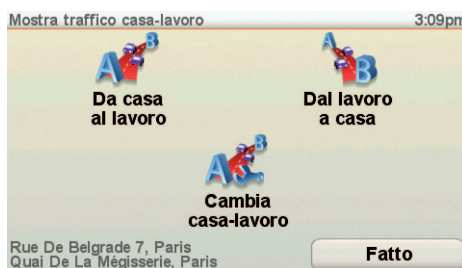 Mostra traffico casa-lavoro 3:09pm
A B
Da casa
al lavoro
A B
Dal lavoro
a casa
A B
Cambia
casa-lavoro
Rue De Belgrade 7, Paris
Quai De La Mégisserie, Paris
Fatto